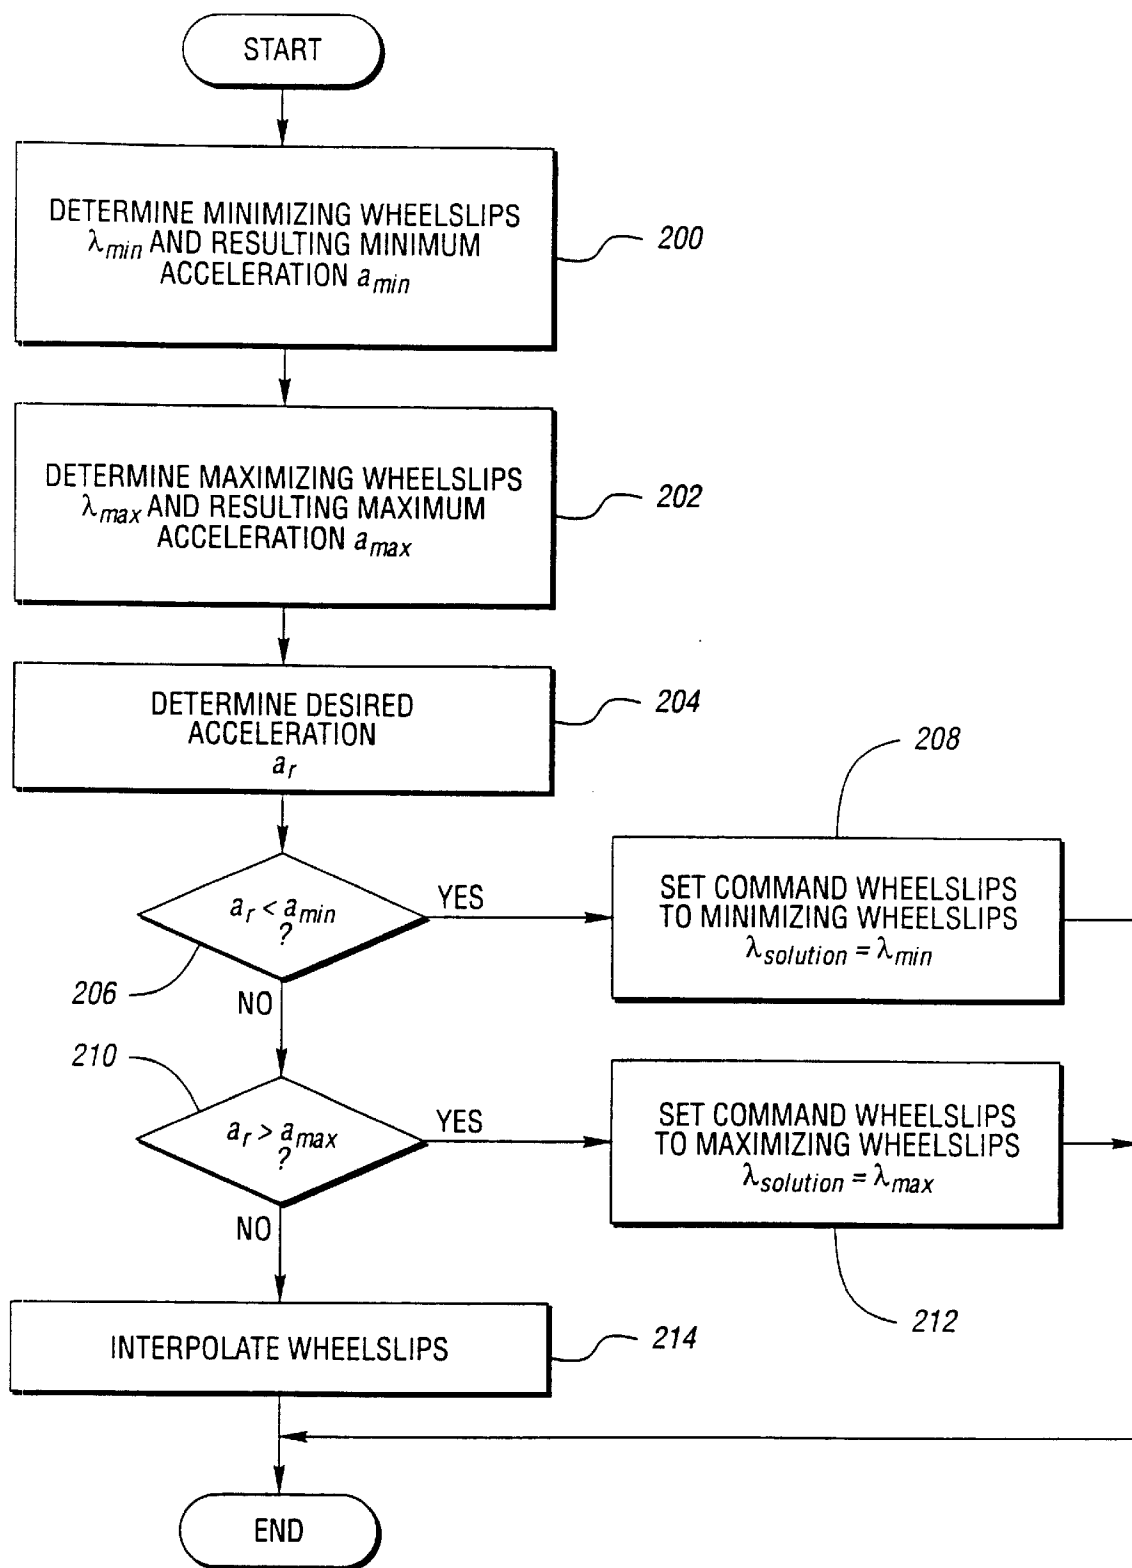 START
DETERMINE MINIMIZING WHEELSLIPS
λmin AND RESULTING MINIMUM
ACCELERATION amin
200
DETERMINE MAXIMIZING WHEELSLIPS
λmax AND RESULTING MAXIMUM
ACCELERATION amax
202
DETERMINE DESIRED
ACCELERATION
ar
204
208
ar < amin
?
YES
SET COMMAND WHEELSLIPS
TO MINIMIZING WHEELSLIPS
λsolution = λmin
206
NO
210
ar > amax
?
YES
SET COMMAND WHEELSLIPS
TO MAXIMIZING WHEELSLIPS
λsolution = λmax
NO
212
INTERPOLATE WHEELSLIPS
214
END